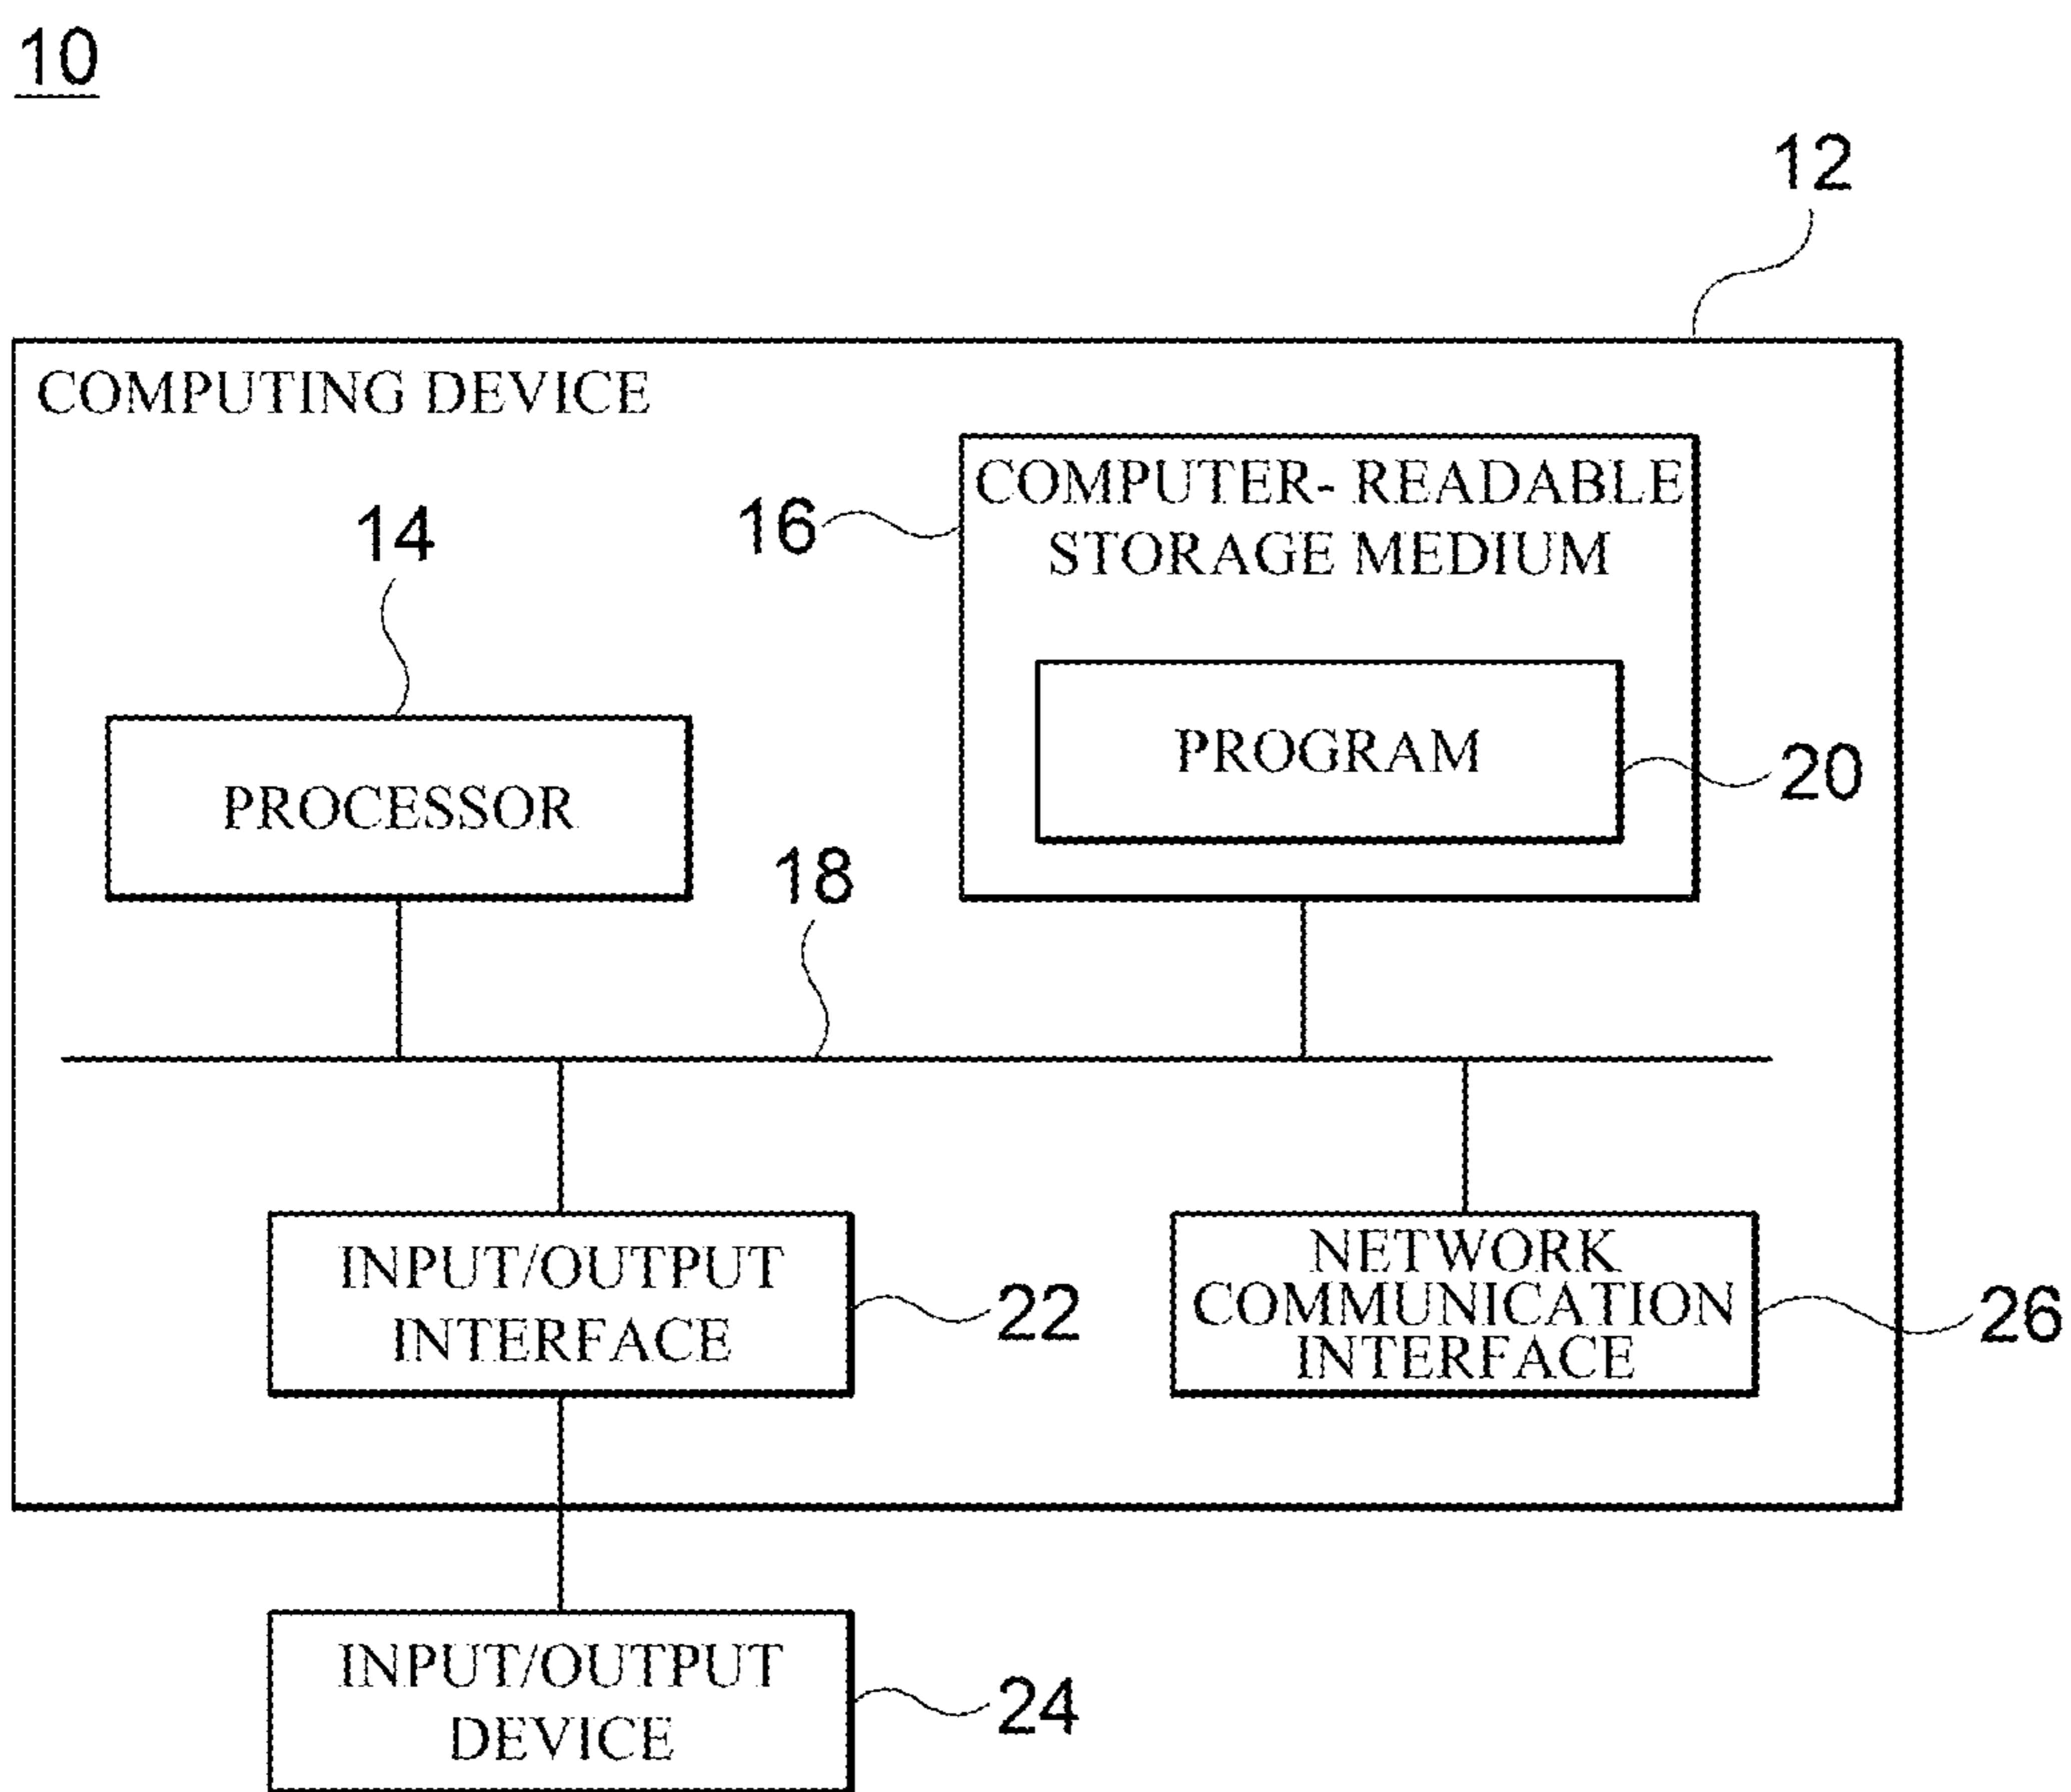 10
12
COMPUTING DEVICE
COMPUTER- READABLE
STORAGE MEDIUM
16
14
PROGRAM
20
PROCESSOR
18
INPUT/OUTPUT
INTERFACE
22
NETWORK
COMMUNICATION
INTERFACE
26
INPUT/OUTPUT
DEVICE
24